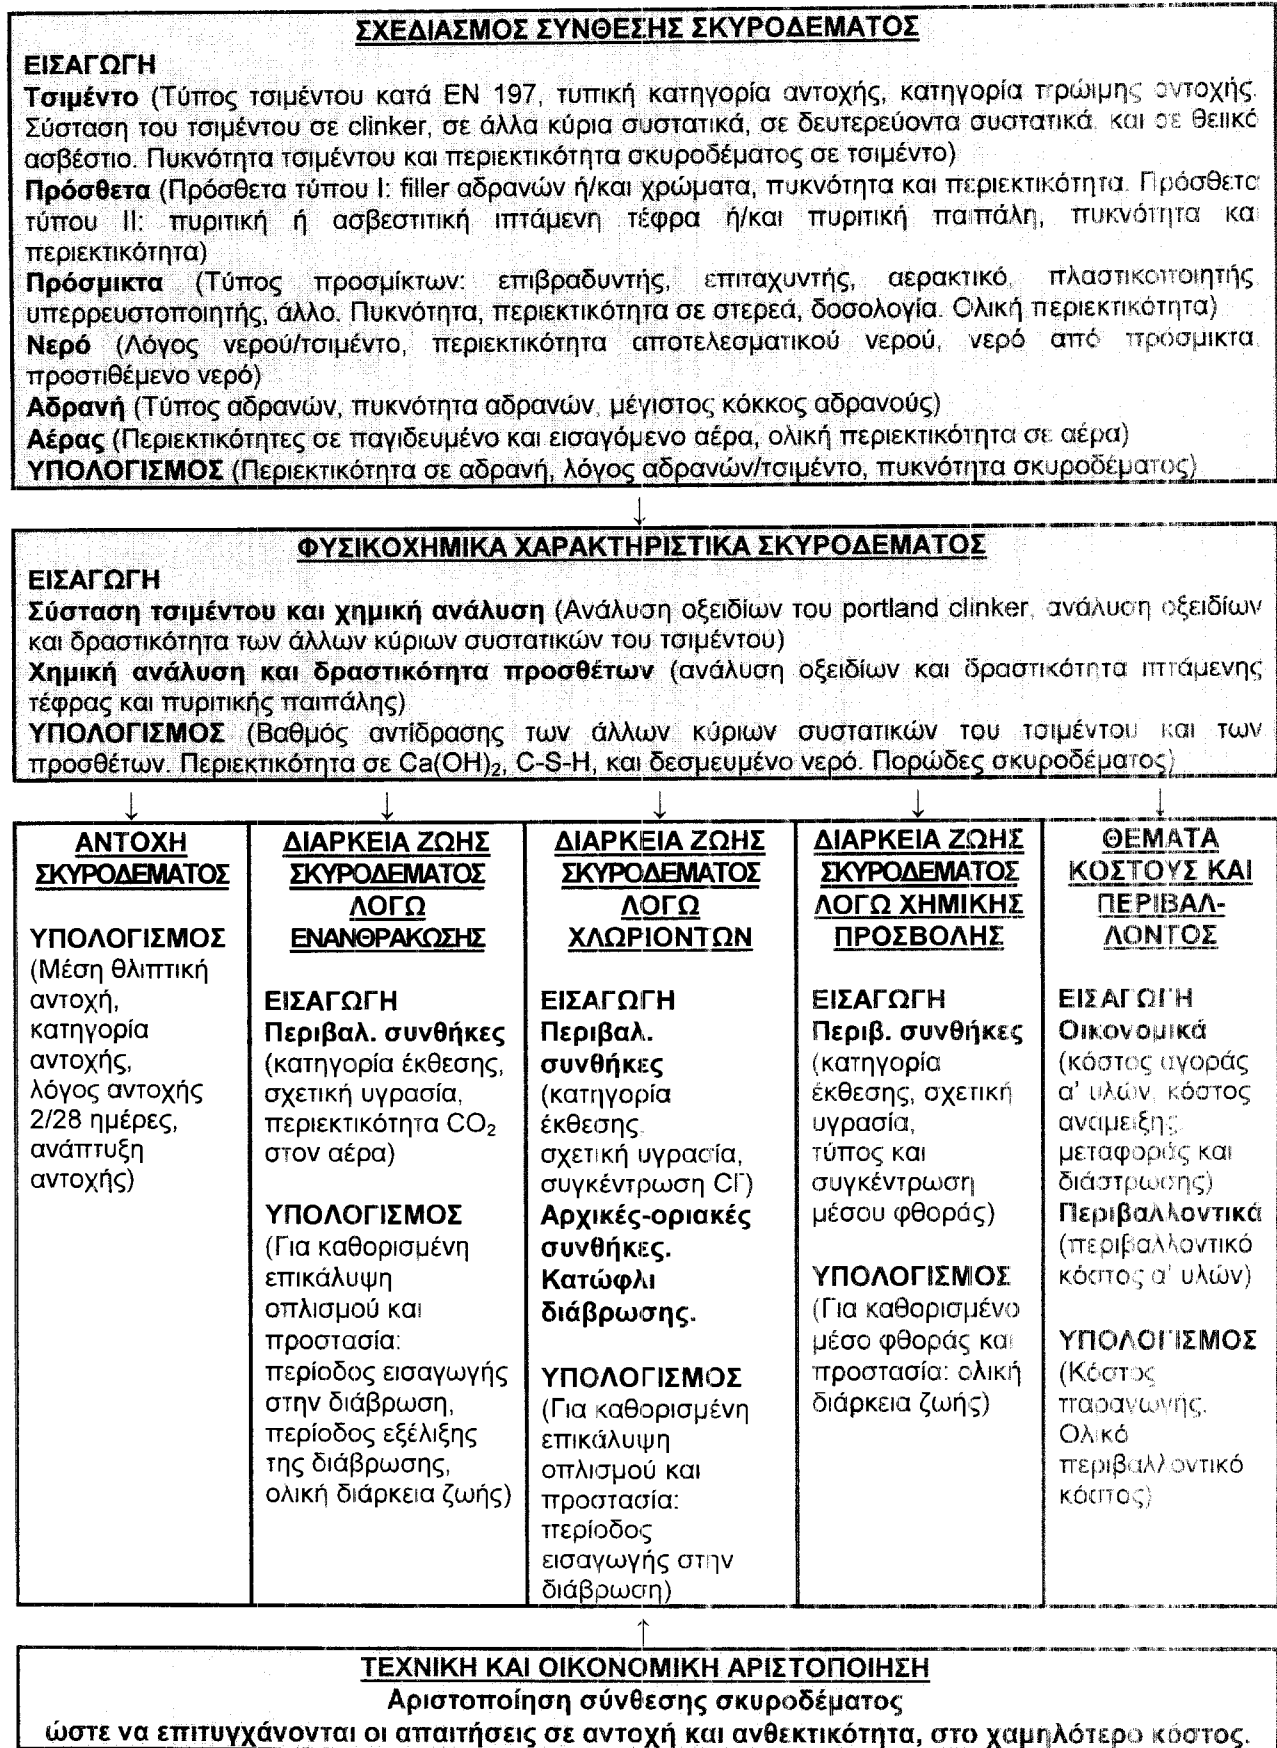 ΣΧΕΔΙΑΣΜΟΣ ΣΥΝΘΕΣΗΣ ΣΚΥΡΟΔΕΜΑΤΟΣ
ΕΙΣΑΓΩΓΗ
Τσιμέντο (Τύπος τσιμέντου κατά EN 197, τυπική κατηγορία αντοχής, κατηγορία πρώιμης αντοχής.
Σύσταση του τσιμέντου σε clinker, σε άλλα κύρια συστατικά, σε δευτερεύοντα συστατικά και σε θειικό
ασβέστιο. Πυκνότητα τσιμέντου και περιεκτικότητα σκυροδέματος σε τσιμέντο)
Πρόσθετα (Πρόσθετα τύπου I: filler αδρανών ή/και χρώματα, πυκνότητα και περιεκτικότητα. Πρόσθετα
τύπου II: πυριτική ή ασβεστιτική ιπτάμενη τέφρα ή/και πυριτική παιπάλη, πυκνότητα και
περιεκτικότητα)
Πρόσμικτα (Τύπος προσμίκτων: επιβραδυντής, επιταχυντής, αερακτικό, πλαστικοποιητής
υπερρευστοποιητής, άλλο. Πυκνότητα, περιεκτικότητα σε στερεά, δοσολογία. Ολική περιεκτικότητα)
Νερό (Λόγος νερού/τσιμέντο, περιεκτικότητα αποτελεσματικού νερού, νερό από πρόσμικτα
προστιθέμενο νερό)
Αδρανή (Τύπος αδρανών, πυκνότητα αδρανών, μέγιστος κόκκος αδρανούς)
Αέρας (Περιεκτικότητες σε παγιδευμένο και εισαγόμενο αέρα, ολική περιεκτικότητα σε αέρα)
ΥΠΟΛΟΓΙΣΜΟΣ (Περιεκτικότητα σε αδρανή, λόγος αδρανών/τσιμέντο, πυκνότητα σκυροδέματος)
↓
ΦΥΣΙΚΟΧΗΜΙΚΑ ΧΑΡΑΚΤΗΡΙΣΤΙΚΑ ΣΚΥΡΟΔΕΜΑΤΟΣ
ΕΙΣΑΓΩΓΗ
Σύσταση τσιμέντου και χημική ανάλυση (Ανάλυση οξειδίων του portland clinker, ανάλυση οξειδίων
και δραστικότητα των άλλων κύριων συστατικών του τσιμέντου)
Χημική ανάλυση και δραστικότητα προσθέτων (ανάλυση οξειδίων και δραστικότητα ιπτάμενης
τέφρας και πυριτικής παιπάλης)
ΥΠΟΛΟΓΙΣΜΟΣ (Βαθμός αντίδρασης των άλλων κύριων συστατικών του τσιμέντου και των
προσθέτων. Περιεκτικότητα σε Ca(OH)₂, C-S-H, και δεσμευμένο νερό. Πορώδες σκυροδέματος)
↓ ↓ ↓ ↓ ↓
ΑΝΤΟΧΗ
ΣΚΥΡΟΔΕΜΑΤΟΣ
ΥΠΟΛΟΓΙΣΜΟΣ
(Μέση θλιπτική
αντοχή,
κατηγορία
αντοχής,
λόγος αντοχής
2/28 ημέρες,
ανάπτυξη
αντοχής)
ΔΙΑΡΚΕΙΑ ΖΩΗΣ
ΣΚΥΡΟΔΕΜΑΤΟΣ
ΛΟΓΩ
ΕΝΑΝΘΡΑΚΩΣΗΣ
ΕΙΣΑΓΩΓΗ
Περιβαλ. συνθήκες
(κατηγορία έκθεσης,
σχετική υγρασία,
περιεκτικότητα CO₂
στον αέρα)
ΥΠΟΛΟΓΙΣΜΟΣ
(Για καθορισμένη
επικάλυψη
οπλισμού και
προστασία:
περίοδος εισαγωγής
στην διάβρωση,
περίοδος εξέλιξης
της διάβρωσης,
ολική διάρκεια ζωής)
ΔΙΑΡΚΕΙΑ ΖΩΗΣ
ΣΚΥΡΟΔΕΜΑΤΟΣ
ΛΟΓΩ
ΧΛΩΡΙΟΝΤΩΝ
ΕΙΣΑΓΩΓΗ
Περιβαλ.
συνθήκες
(κατηγορία
έκθεσης
σχετική υγρασία,
συγκέντρωση Cl⁻)
Αρχικές-οριακές
συνθήκες.
Κατώφλι
διάβρωσης.
ΥΠΟΛΟΓΙΣΜΟΣ
(Για καθορισμένη
επικάλυψη
οπλισμού και
προστασία:
περίοδος
εισαγωγής στην
διάβρωση)
ΔΙΑΡΚΕΙΑ ΖΩΗΣ
ΣΚΥΡΟΔΕΜΑΤΟΣ
ΛΟΓΩ ΧΗΜΙΚΗΣ
ΠΡΟΣΒΟΛΗΣ
ΕΙΣΑΓΩΓΗ
Περιβ. συνθήκες
(κατηγορία
έκθεσης, σχετική
υγρασία,
τύπος και
συγκέντρωση
μέσου φθοράς)
ΥΠΟΛΟΓΙΣΜΟΣ
(Για καθορισμένο
μέσο φθοράς και
προστασία: ολική
διάρκεια ζωής)
ΘΕΜΑΤΑ
ΚΟΣΤΟΥΣ ΚΑΙ
ΠΕΡΙΒΑΛ-
ΛΟΝΤΟΣ
ΕΙΣΑΓΩΓΗ
Οικονομικά
(κόστος αγοράς
α' υλών, κόστος
αναμειξης
μεταφοράς και
διάστρωσης)
Περιβαλλοντικά
(περιβαλλοντικό
κόστος α' υλών)
ΥΠΟΛΟΓΙΣΜΟΣ
(Κόστος
παραγωγής.
Ολικό
περιβαλλοντικό
κόστος)
↑
ΤΕΧΝΙΚΗ ΚΑΙ ΟΙΚΟΝΟΜΙΚΗ ΑΡΙΣΤΟΠΟΙΗΣΗ
Αριστοποίηση σύνθεσης σκυροδέματος
ώστε να επιτυγχάνονται οι απαιτήσεις σε αντοχή και ανθεκτικότητα, στο χαμηλότερο κόστος.